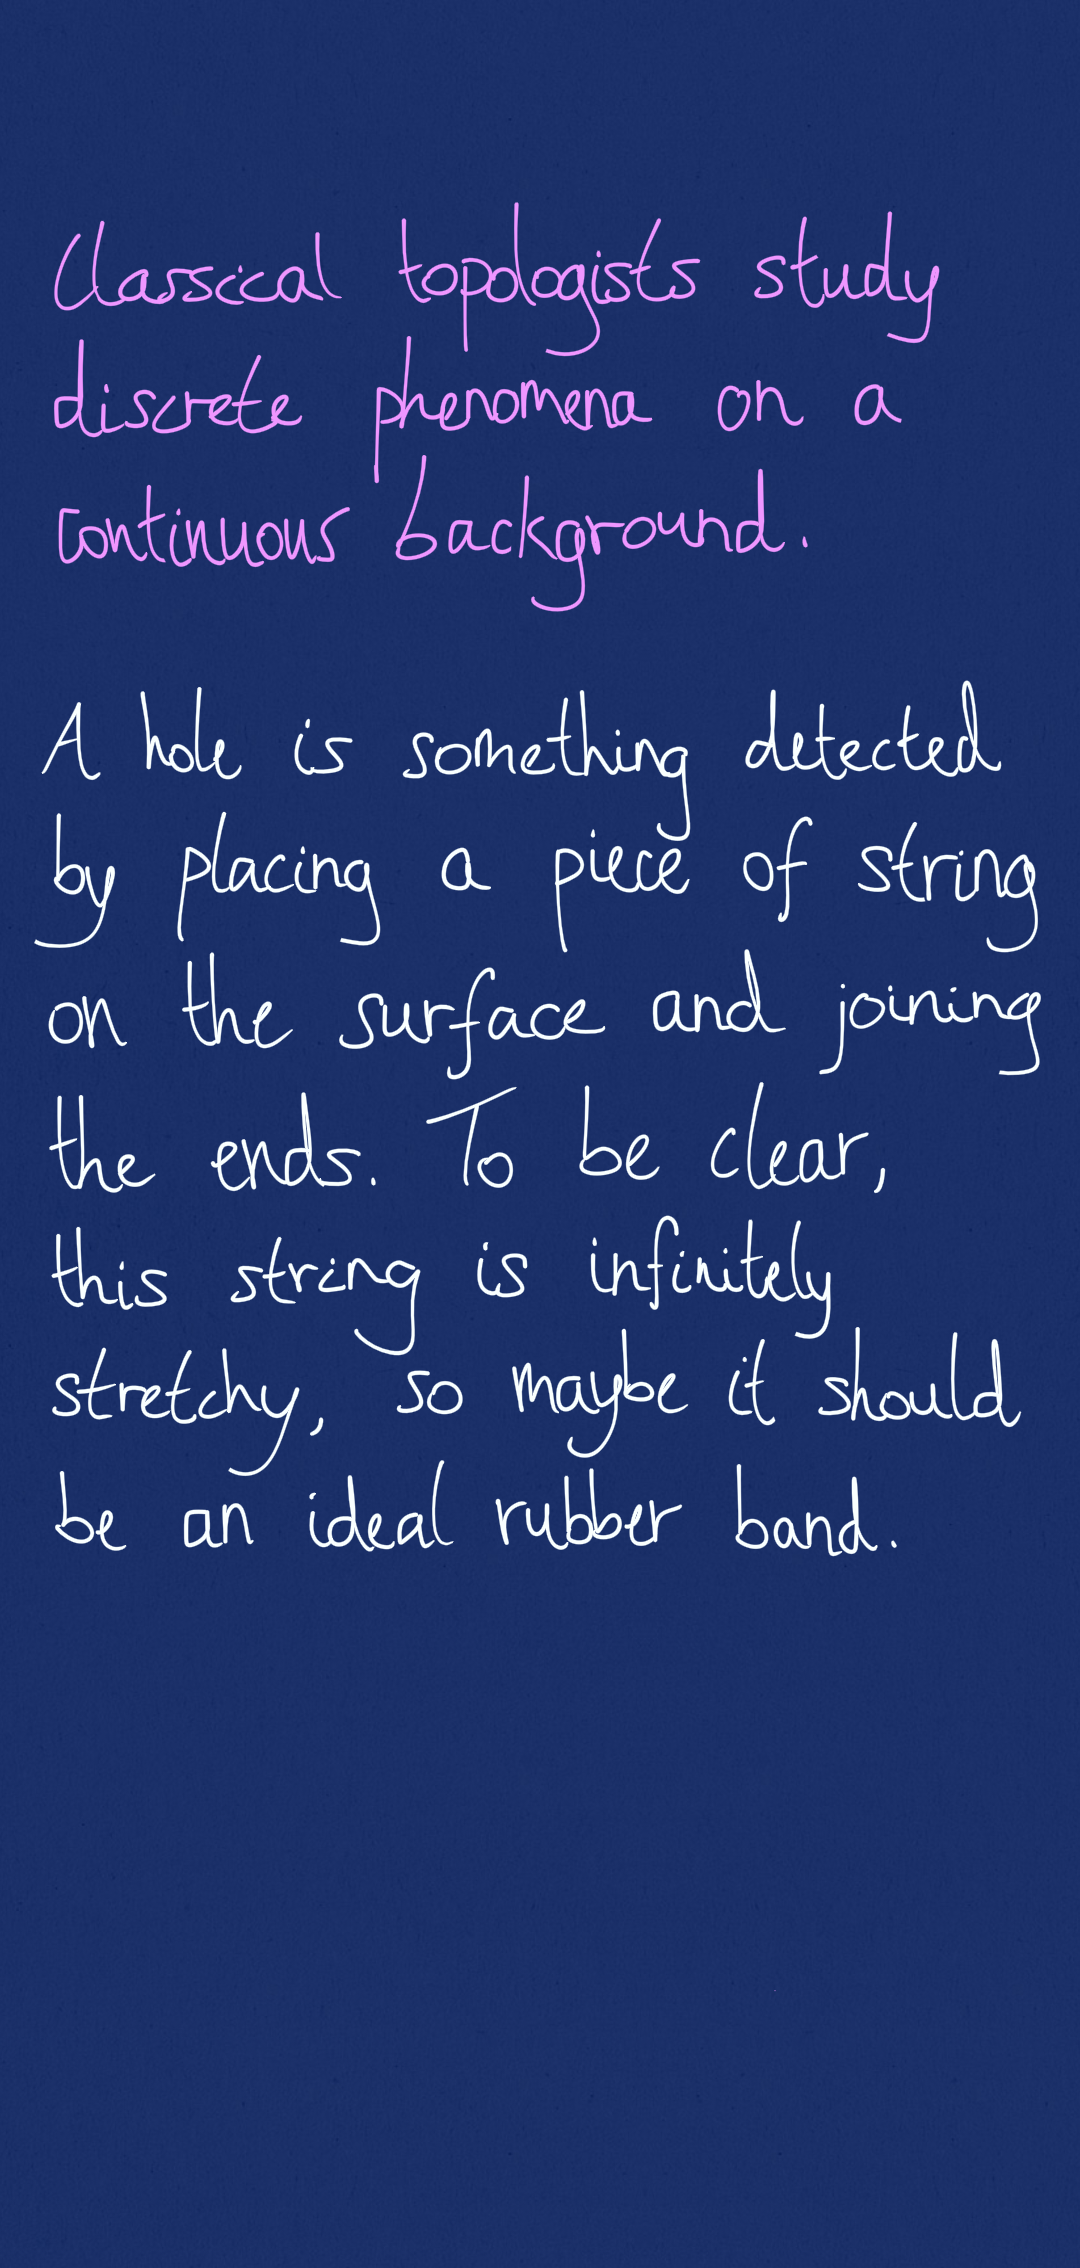 Classical topologists study
discrete phenomena on a
continuous background.
A hole is something detected
by placing a piece of string
on the surface and joining
the ends. To be clear,
this string is infinitely
stretchy, so maybe it should
be an ideal rubber band.